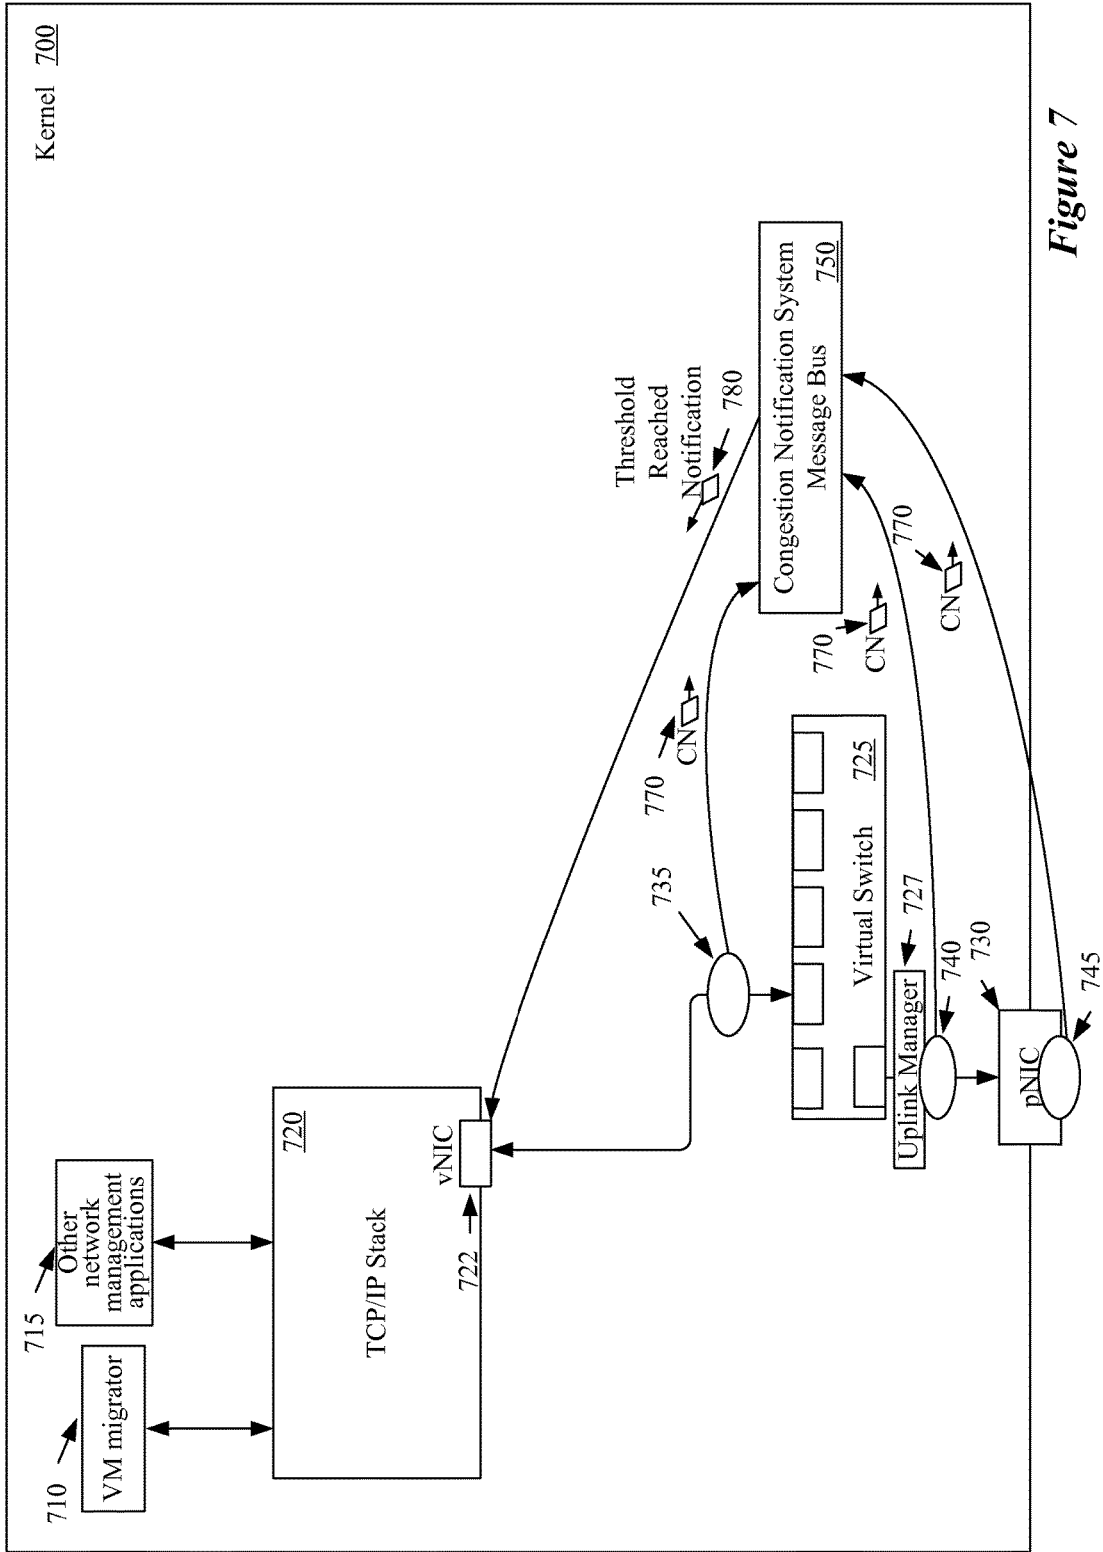 Kernel 700
715
Other
network
management
applications
710
VM migrator
720
TCP/IP Stack
vNIC
722
Threshold
Reached
Notification
780
735
770
CN
770
CN
770
CN
Congestion Notification System
Message Bus
750
Virtual Switch
725
Uplink Manager
727
740
730
pNIC
745
Figure 7